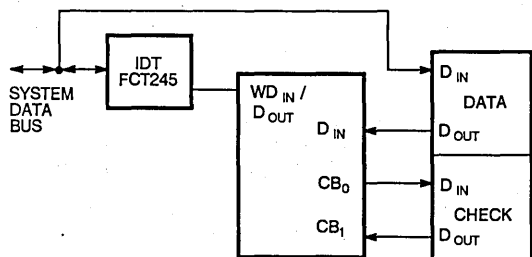 IDT
FCT245
SYSTEM
DATA
BUS
WD IN /
D OUT
D IN
CB0
CB1
D IN
DATA
D OUT
D IN
CHECK
D OUT